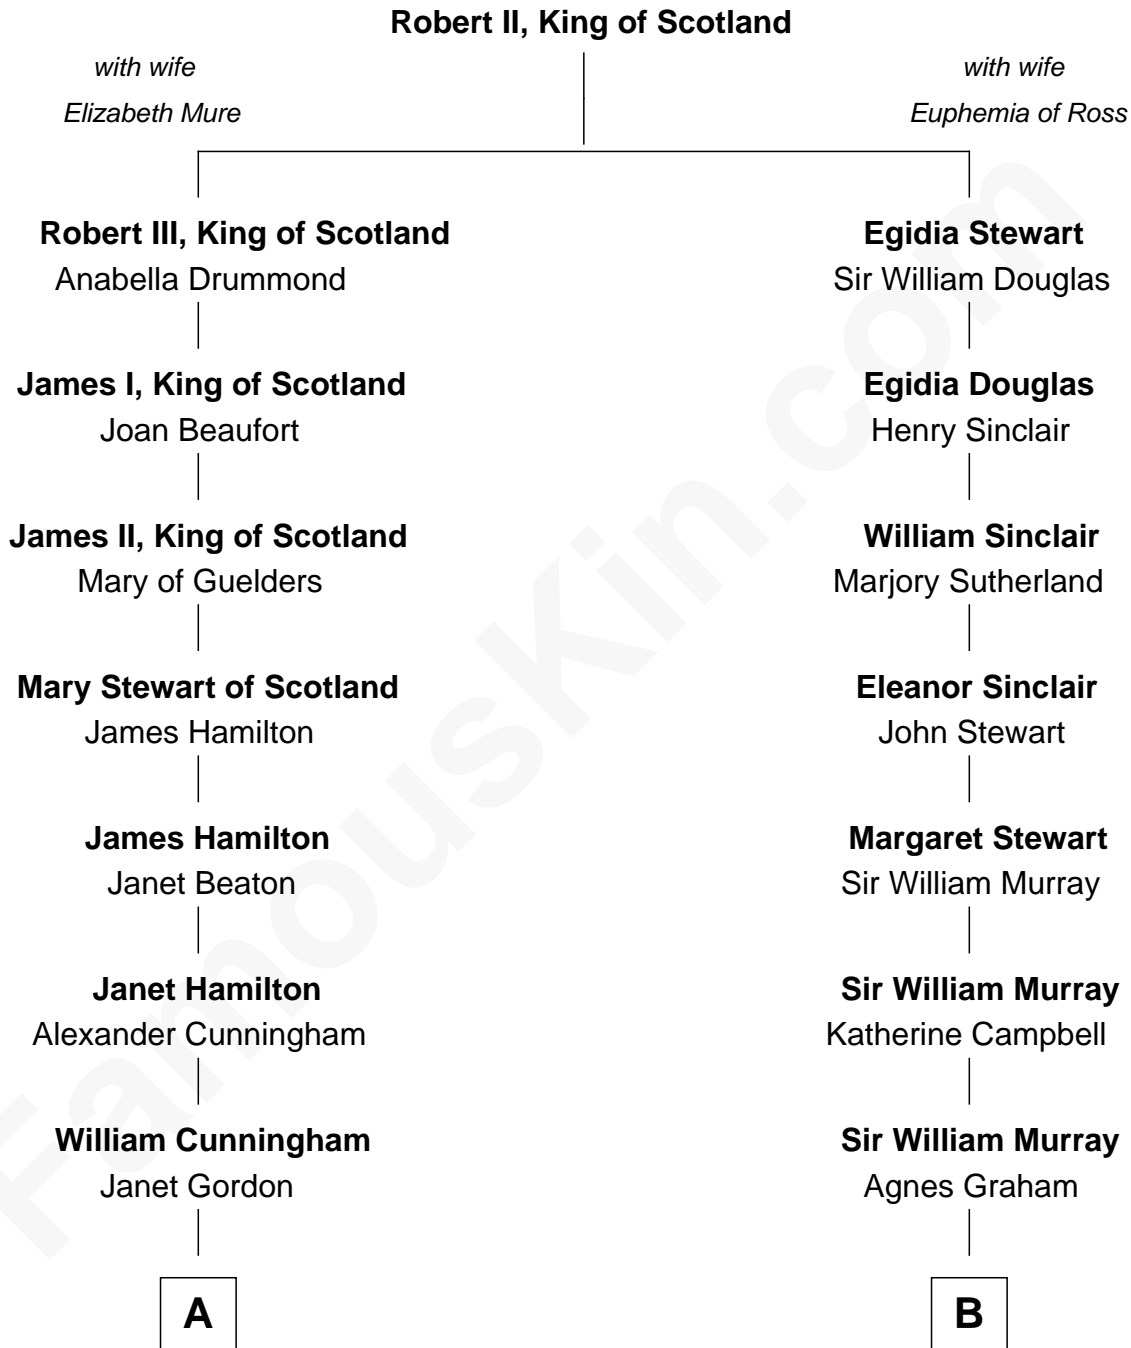 Robert II, King of Scotland
with wife
Elizabeth Mure
with wife
Euphemia of Ross
Robert III, King of Scotland
Anabella Drummond
Egidia Stewart
Sir William Douglas
James I, King of Scotland
Joan Beaufort
Egidia Douglas
Henry Sinclair
James II, King of Scotland
Mary of Guelders
William Sinclair
Marjory Sutherland
Mary Stewart of Scotland
James Hamilton
Eleanor Sinclair
John Stewart
James Hamilton
Janet Beaton
Margaret Stewart
Sir William Murray
Janet Hamilton
Alexander Cunningham
Sir William Murray
Katherine Campbell
William Cunningham
Janet Gordon
Sir William Murray
Agnes Graham
A
B
FamousKin.com